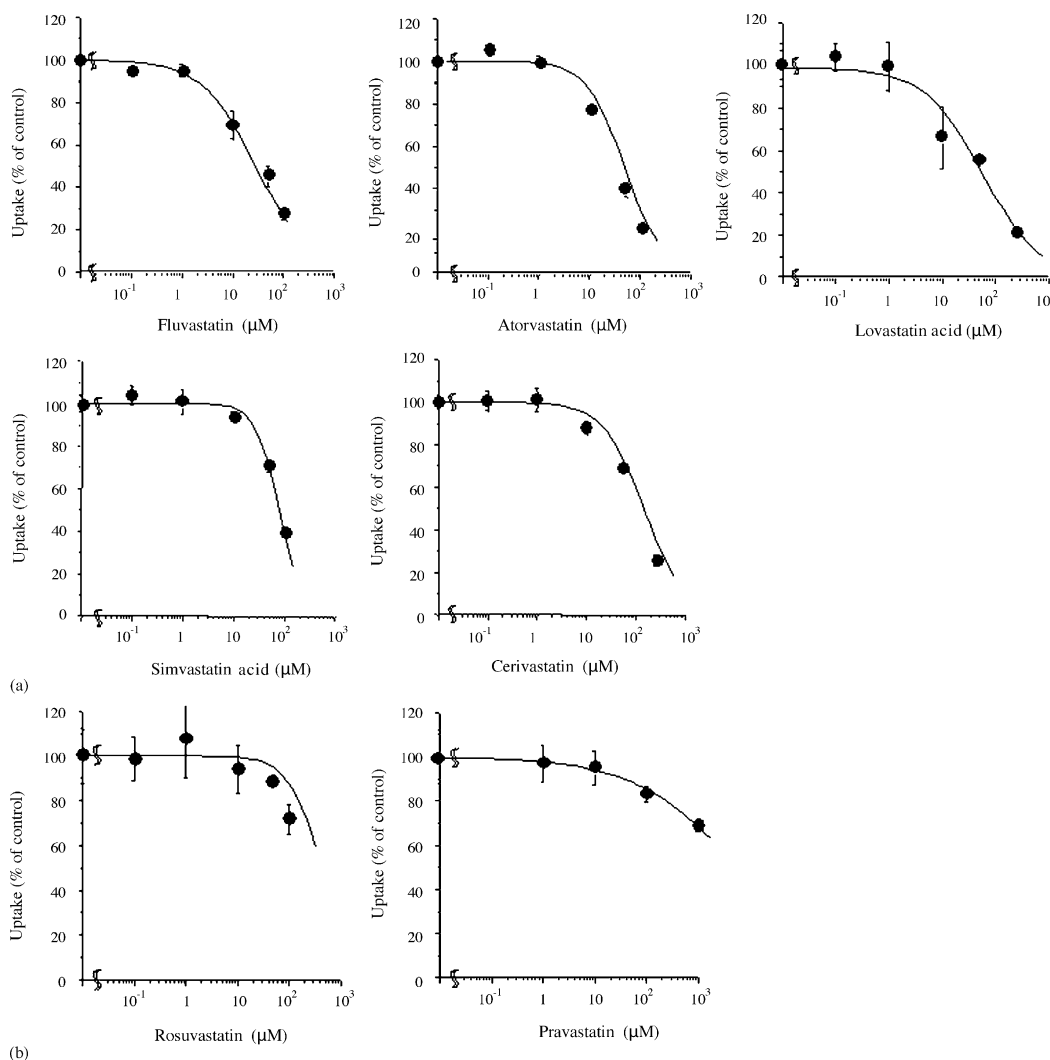 120
100
80
60
40
20
0
Uptake (% of control)
10⁻¹ 1 10 10² 10³
Fluvastatin (μM)
120
100
80
60
40
20
0
Uptake (% of control)
10⁻¹ 1 10 10² 10³
Atorvastatin (μM)
120
100
80
60
40
20
0
Uptake (% of control)
10⁻¹ 1 10 10² 10³
Lovastatin acid (μM)
120
100
80
60
40
20
0
Uptake (% of control)
10⁻¹ 1 10 10² 10³
Simvastatin acid (μM)
120
100
80
60
40
20
0
Uptake (% of control)
10⁻¹ 1 10 10² 10³
Cerivastatin (μM)
(a)
120
100
80
60
40
20
0
Uptake (% of control)
10⁻¹ 1 10 10² 10³
Rosuvastatin (μM)
120
100
80
60
40
20
0
Uptake (% of control)
10⁻¹ 1 10 10² 10³
Pravastatin (μM)
(b)